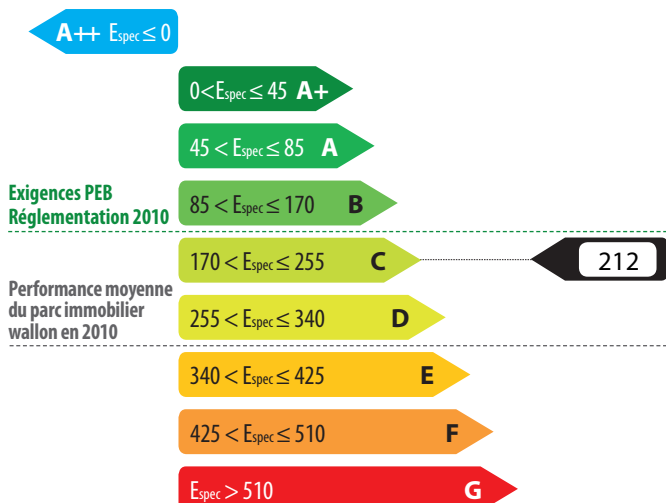 A++ Espec ≤ 0
0<Espec ≤ 45 A+
45 < Espec ≤ 85 A
Exigences PEB
Réglementation 2010
85 < Espec ≤ 170 B
170 < Espec ≤ 255 C
212
Performance moyenne
du parc immobilier
wallon en 2010
255 < Espec ≤ 340 D
340 < Espec ≤ 425 E
425 < Espec ≤ 510 F
Espec > 510 G